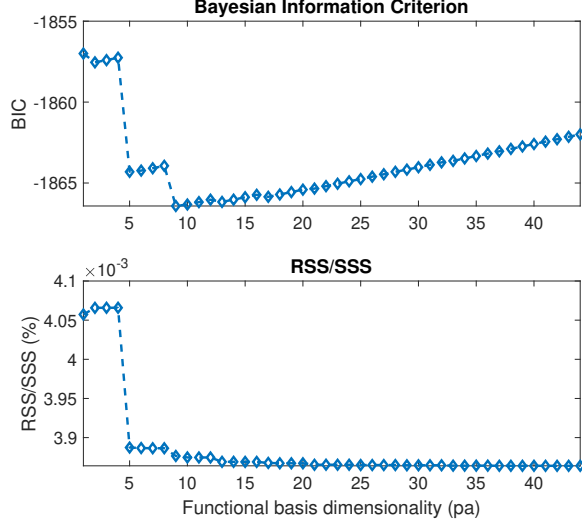 Bayesian Information Criterion
-1855
-1860
-1865
BIC
5 10 15 20 25 30 35 40
RSS/SSS
×10⁻³
4.1
4.05
4
3.95
3.9
RSS/SSS (%)
5 10 15 20 25 30 35 40
Functional basis dimensionality (pa)